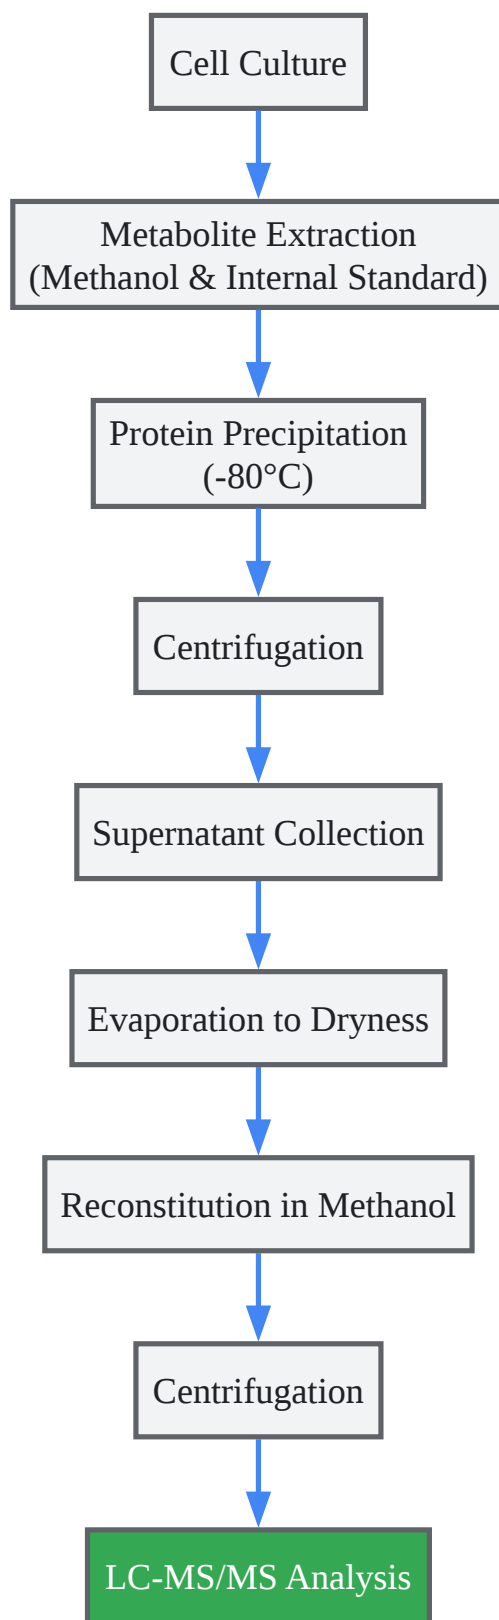 Cell Culture
Metabolite Extraction
(Methanol & Internal Standard)
Protein Precipitation
(-80°C)
Centrifugation
Supernatant Collection
Evaporation to Dryness
Reconstitution in Methanol
Centrifugation
LC-MS/MS Analysis